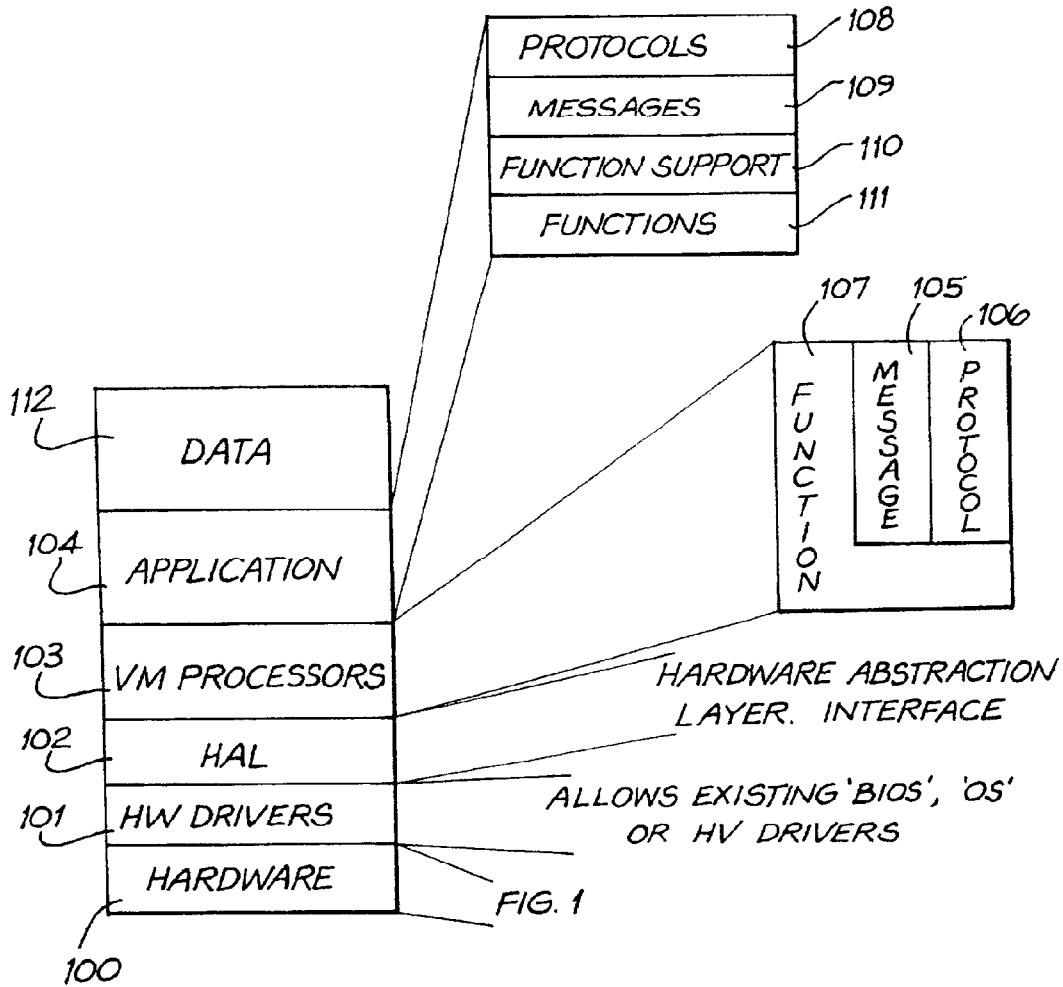 PROTOCOLS 108
MESSAGES 109
FUNCTION SUPPORT 110
FUNCTIONS 111
107 105 106
FUNCTION
MESSAGE
PROTOCOL
112 DATA
104 APPLICATION
103 VM PROCESSORS
102 HAL
101 HW DRIVERS
HARDWARE
100
HARDWARE ABSTRACTION
LAYER. INTERFACE
ALLOWS EXISTING 'BIOS', 'OS'
OR HV DRIVERS
FIG. 1